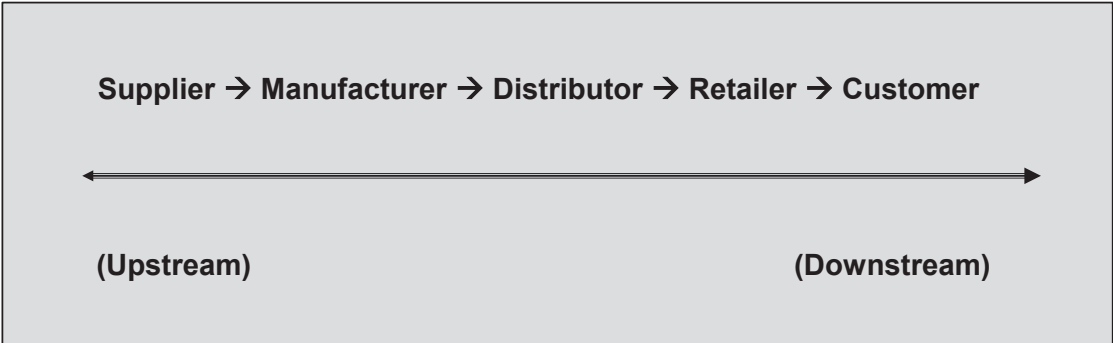 Supplier → Manufacturer → Distributor → Retailer → Customer
(Upstream) (Downstream)